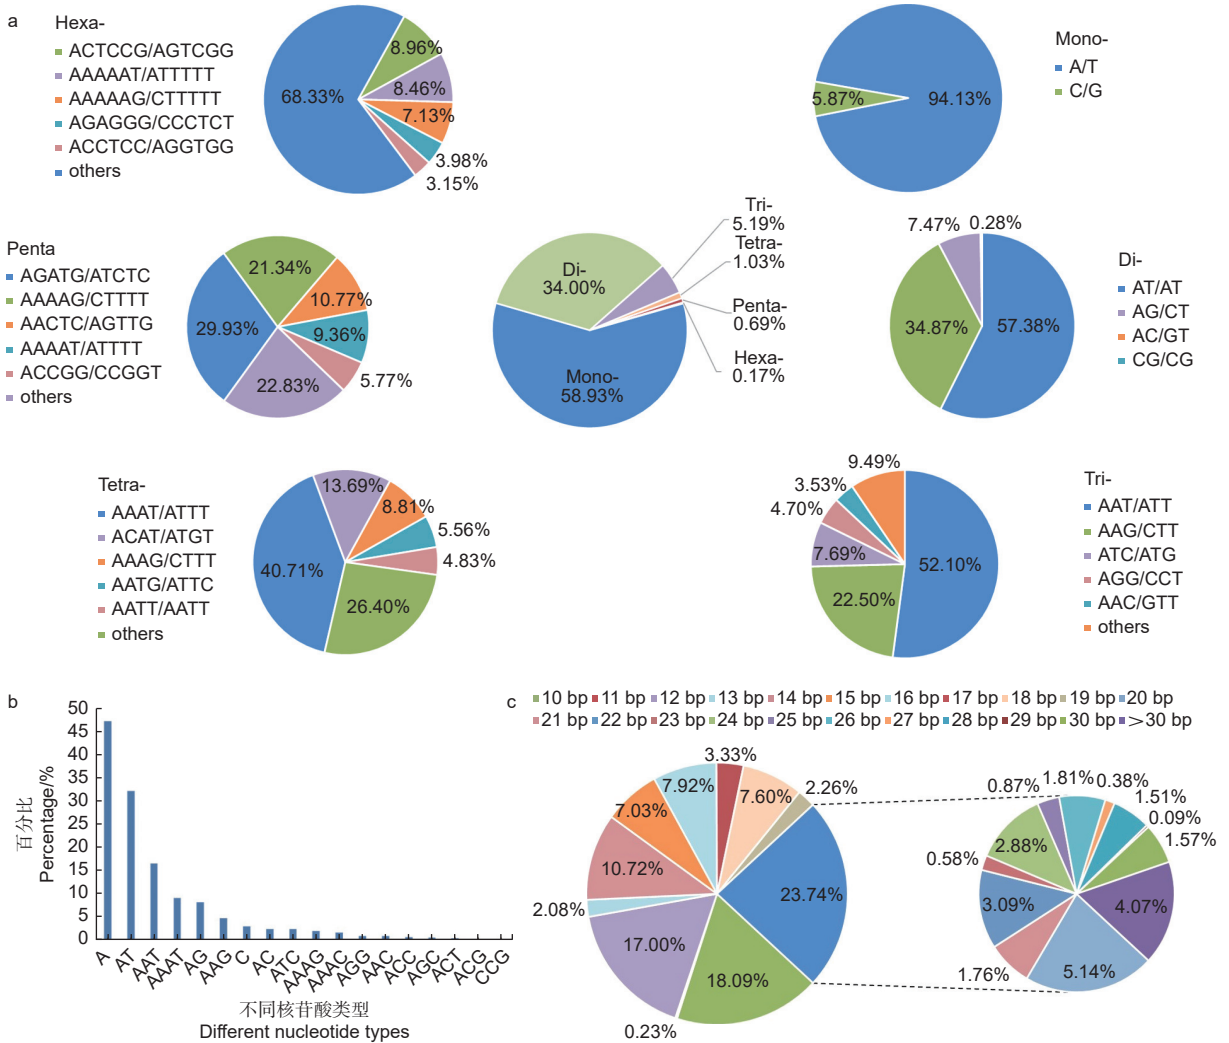 a
Hexa-
ACTCCG/AGTCGG
AAAAAT/ATTTTT
AAAAAG/CTTTTT
AGAGGG/CCCTCT
ACCTCC/AGGTGG
others
68.33%
8.96%
8.46%
7.13%
3.98%
3.15%
Mono-
A/T
C/G
5.87%
94.13%
Penta
AGATG/ATCTC
AAAAG/CTTTT
AACTC/AGTTG
AAAAT/ATTTT
ACCGG/CCGGT
others
21.34%
10.77%
29.93%
9.36%
22.83%
5.77%
Tri-
5.19%
Tetra-
1.03%
Di-
34.00%
Penta-
0.69%
Hexa-
0.17%
Mono-
58.93%
7.47%
0.28%
34.87%
57.38%
Di-
AT/AT
AG/CT
AC/GT
CG/CG
Tetra-
AAAT/ATTT
ACAT/ATGT
AAAG/CTTT
AATG/ATTC
AATT/AATT
others
13.69%
8.81%
5.56%
4.83%
40.71%
26.40%
9.49%
3.53%
4.70%
7.69%
52.10%
22.50%
Tri-
AAT/ATT
AAG/CTT
ATC/ATG
AGG/CCT
AAC/GTT
others
b
50
45
40
35
30
25
20
15
10
5
0
百分比
Percentage/%
A
AT
AAT
AAAT
AG
AAG
C
AC
ATC
AAAG
AAAC
AGG
AAC
ACC
AGC
ACT
ACG
CCG
不同核苷酸类型
Different nucleotide types
c
10 bp 11 bp 12 bp 13 bp 14 bp 15 bp 16 bp 17 bp 18 bp 19 bp 20 bp
21 bp 22 bp 23 bp 24 bp 25 bp 26 bp 27 bp 28 bp 29 bp 30 bp >30 bp
3.33%
7.92%
7.60%
2.26%
7.03%
10.72%
23.74%
2.08%
17.00%
18.09%
0.23%
0.87%
1.81%
0.38%
1.51%
0.09%
1.57%
2.88%
0.58%
3.09%
4.07%
1.76%
5.14%